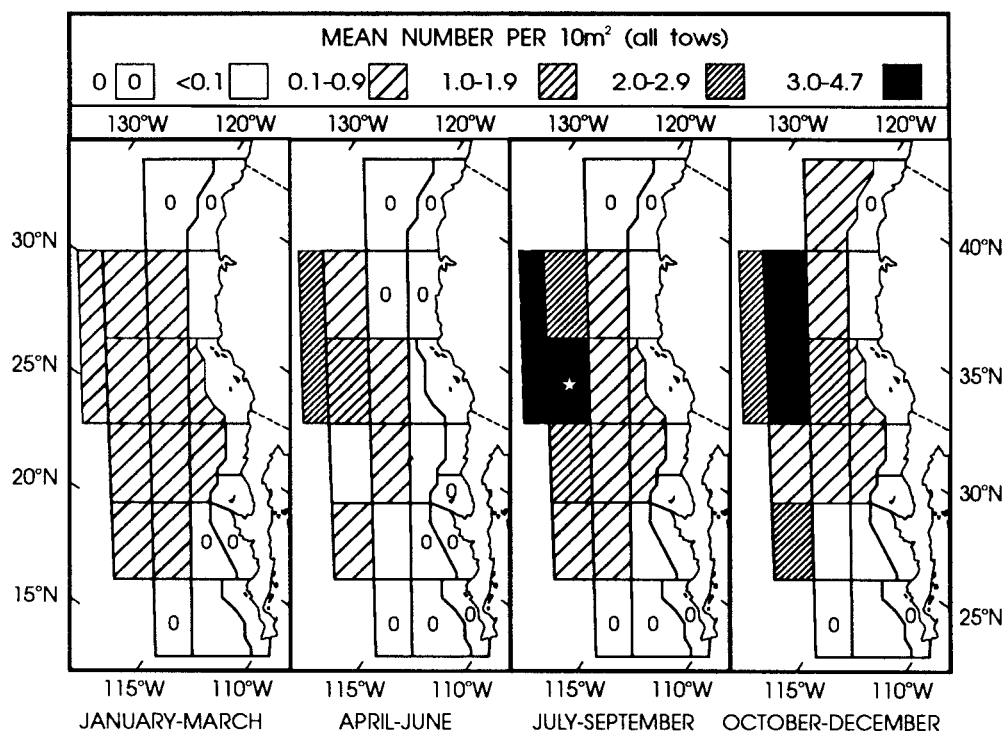 MEAN NUMBER PER 10m² (all tows)
0 0 <0.1 0.1-0.9 1.0-1.9 2.0-2.9 3.0-4.7
130°W 120°W 130°W 120°W 130°W 120°W 130°W 120°W
0 0 0 0 0 0 0
30°N 40°N
0 0
25°N 35°N
20°N 30°N
0
0 0 0 0
15°N 25°N
0 0 0 0 0 0 0 0 0
115°W 110°W 115°W 110°W 115°W 110°W 115°W 110°W
JANUARY-MARCH APRIL-JUNE JULY-SEPTEMBER OCTOBER-DECEMBER